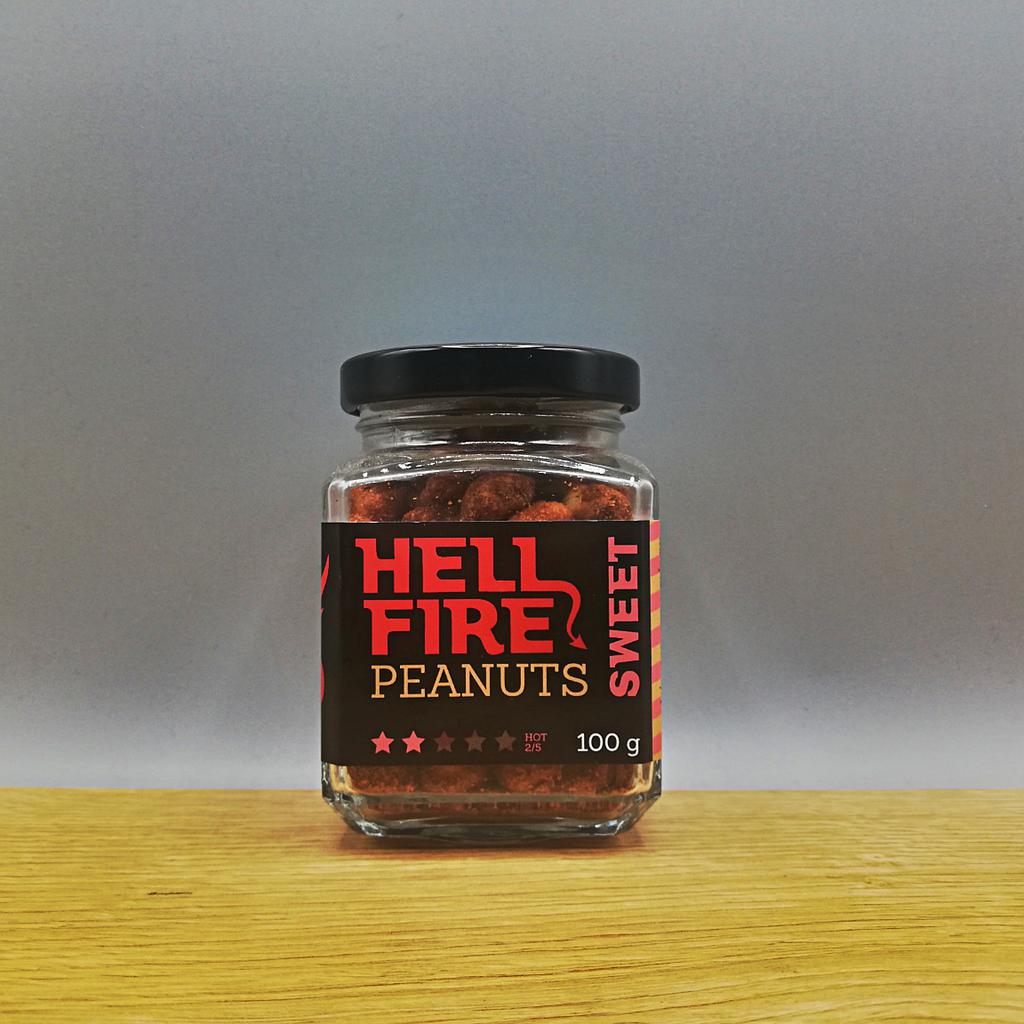 HELL
FIRE
PEANUTS
SWEET
HOT
2/5
100 g